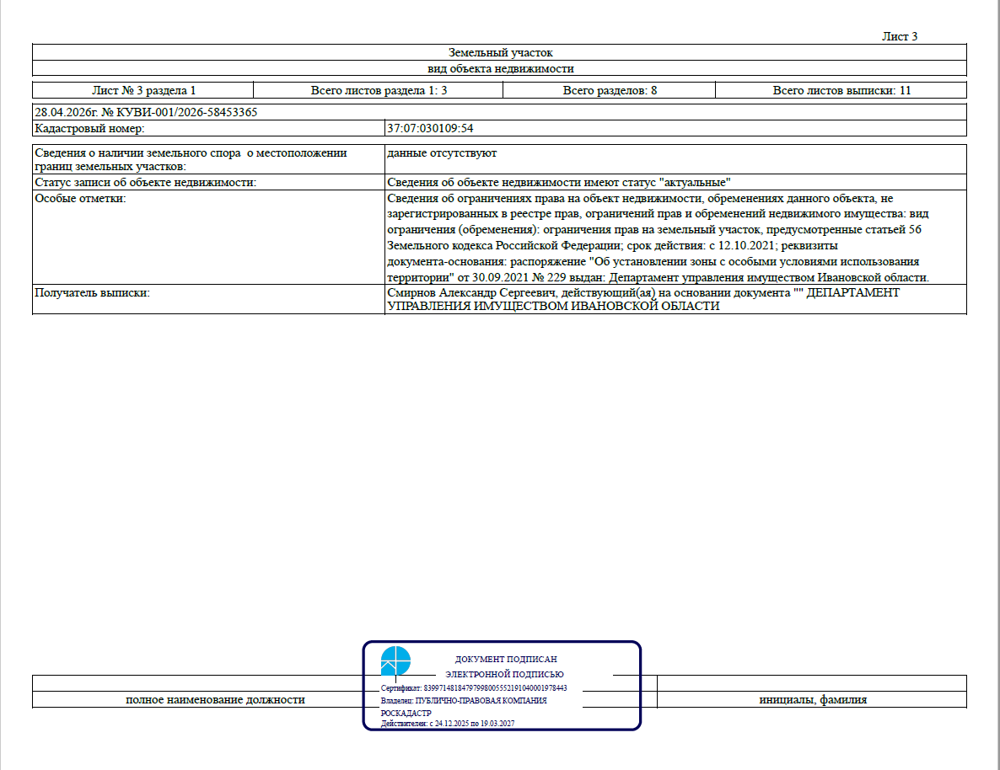 Лист 3
Земельный участок
вид объекта недвижимости
Лист № 3 раздела 1
Всего листов раздела 1: 3
Всего разделов: 8
Всего листов выписки: 11
28.04.2026г. № КУВИ-001/2026-58453365
Кадастровый номер:
37:07:030109:54
Сведения о наличии земельного спора о местоположении
границ земельных участков:
данные отсутствуют
Статус записи об объекте недвижимости:
Сведения об объекте недвижимости имеют статус "актуальные"
Особые отметки:
Сведения об ограничениях права на объект недвижимости, обременениях данного объекта, не
зарегистрированных в реестре прав, ограничений прав и обременений недвижимого имущества: вид
ограничения (обременения): ограничения прав на земельный участок, предусмотренные статьей 56
Земельного кодекса Российской Федерации; срок действия: с 12.10.2021; реквизиты
документа-основания: распоряжение "Об установлении зоны с особыми условиями использования
территории" от 30.09.2021 № 229 выдан: Департамент управления имуществом Ивановской области.
Получатель выписки:
Смирнов Александр Сергеевич, действующий(ая) на основании документа "" ДЕПАРТАМЕНТ
УПРАВЛЕНИЯ ИМУЩЕСТВОМ ИВАНОВСКОЙ ОБЛАСТИ
ДОКУМЕНТ ПОДПИСАН
ЭЛЕКТРОННОЙ ПОДПИСЬЮ
Сертификат: 83997148184797998005552191040001978443
Владелец: ПУБЛИЧНО-ПРАВОВАЯ КОМПАНИЯ
РОСКАДАСТР
Действителен: с 24.12.2025 по 19.03.2027
полное наименование должности
инициалы, фамилия